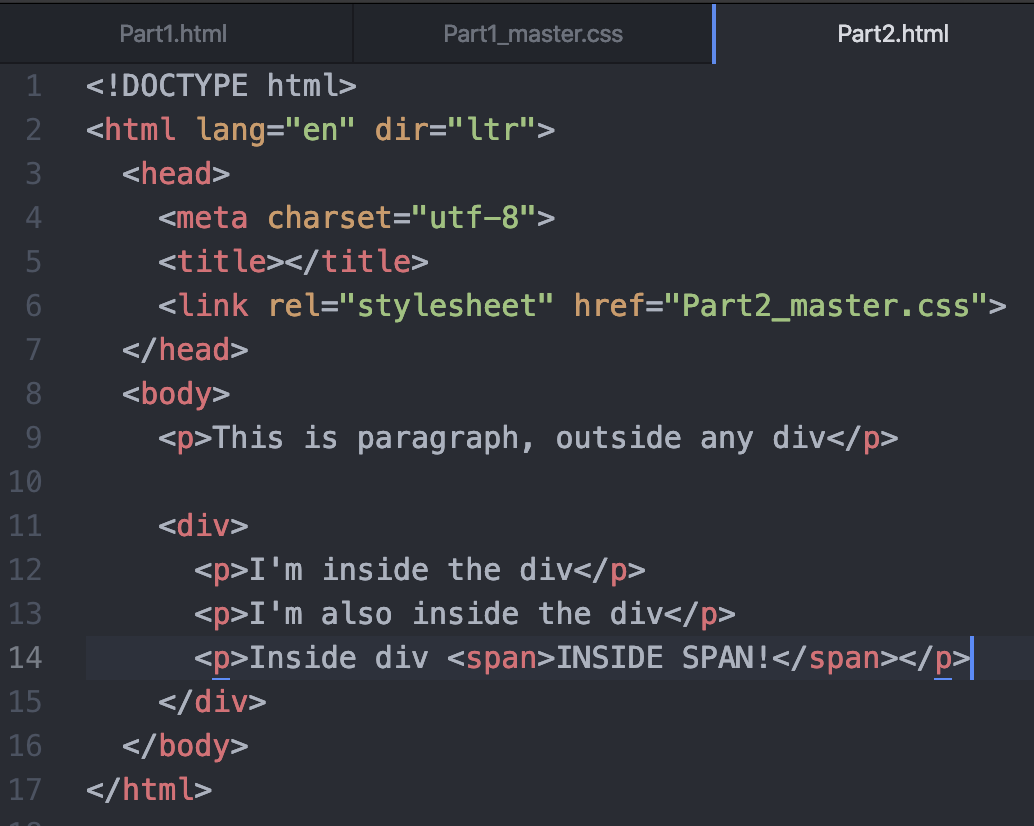 Part1.html Part1_master.css Part2.html
1 <!DOCTYPE html>
2 <html lang="en" dir="ltr">
3   <head>
4     <meta charset="utf-8">
5     <title></title>
6     <link rel="stylesheet" href="Part2_master.css">
7   </head>
8   <body>
9     <p>This is paragraph, outside any div</p>
10
11     <div>
12       <p>I'm inside the div</p>
13       <p>I'm also inside the div</p>
14       <p>Inside div <span>INSIDE SPAN!</span></p>
15     </div>
16   </body>
17 </html>